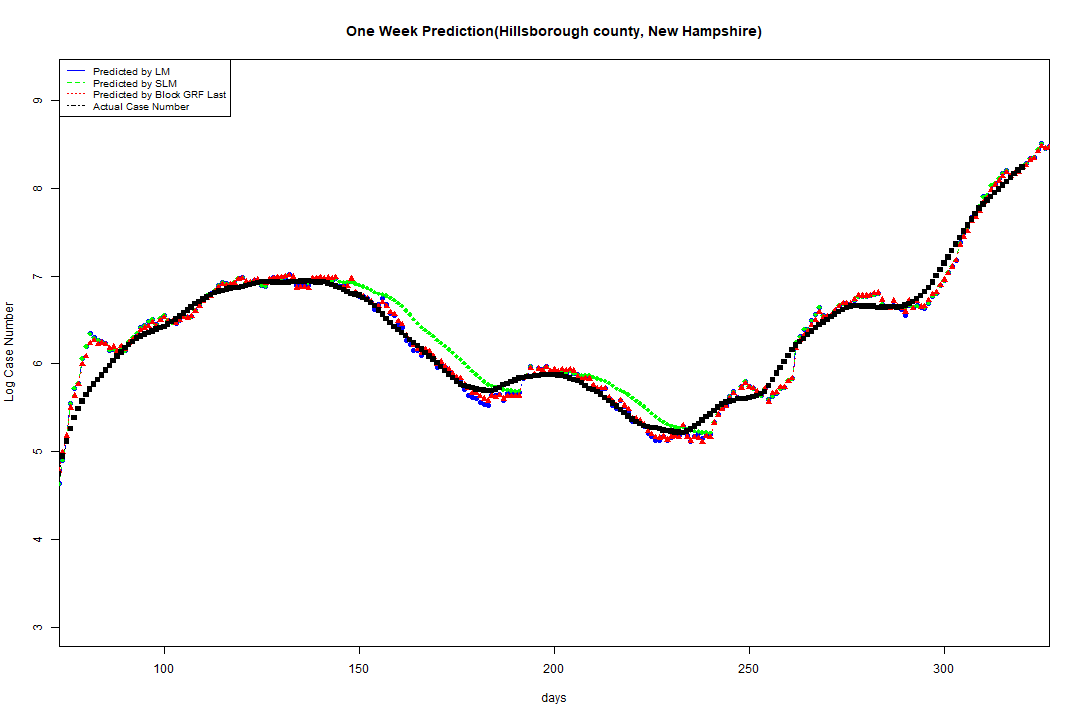 One Week Prediction(Hillsborough county, New Hampshire)
Predicted by LM
Predicted by SLM
Predicted by Block GRF Last
Actual Case Number
9
8
7
6
5
4
3
Log Case Number
100 150 200 250 300
days